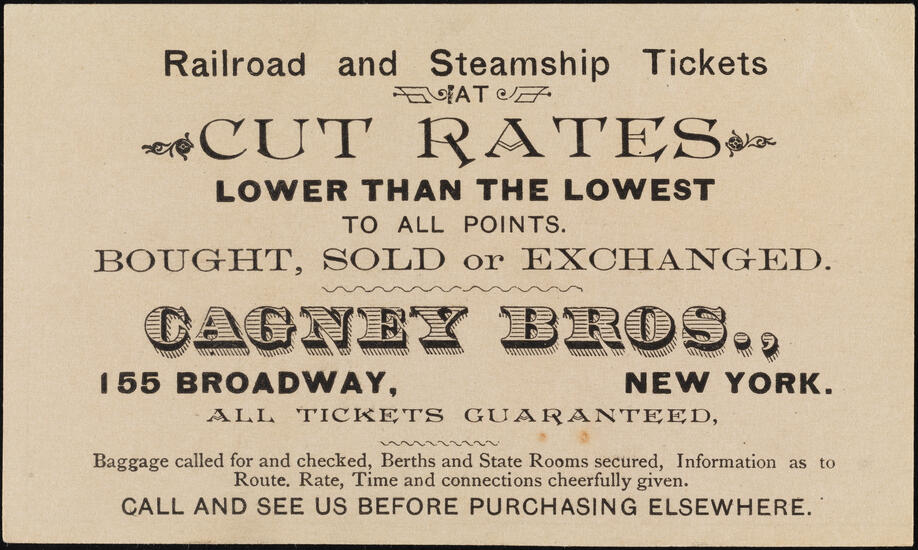 Railroad and Steamship Tickets
AT
CUT RATES
LOWER THAN THE LOWEST
TO ALL POINTS.
BOUGHT, SOLD or EXCHANGED.
CAGNEY BROS.,
155 BROADWAY, NEW YORK.
ALL TICKETS GUARANTEED,
Baggage called for and checked, Berths and State Rooms secured, Information as to
Route. Rate, Time and connections cheerfully given.
CALL AND SEE US BEFORE PURCHASING ELSEWHERE.